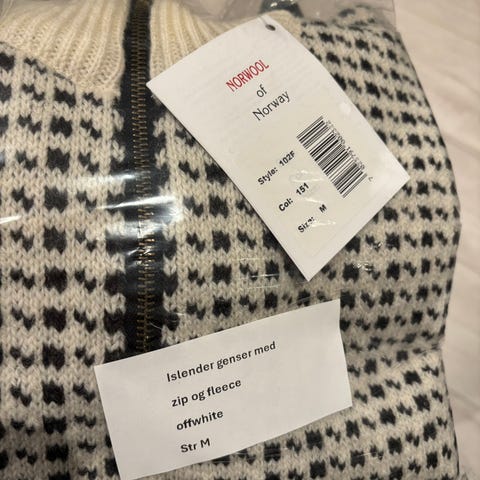 NORWOOL
of
Norway
Style: 102F
Col: 151
Size: M
Islender genser med
zip og fleece
offwhite
Str M